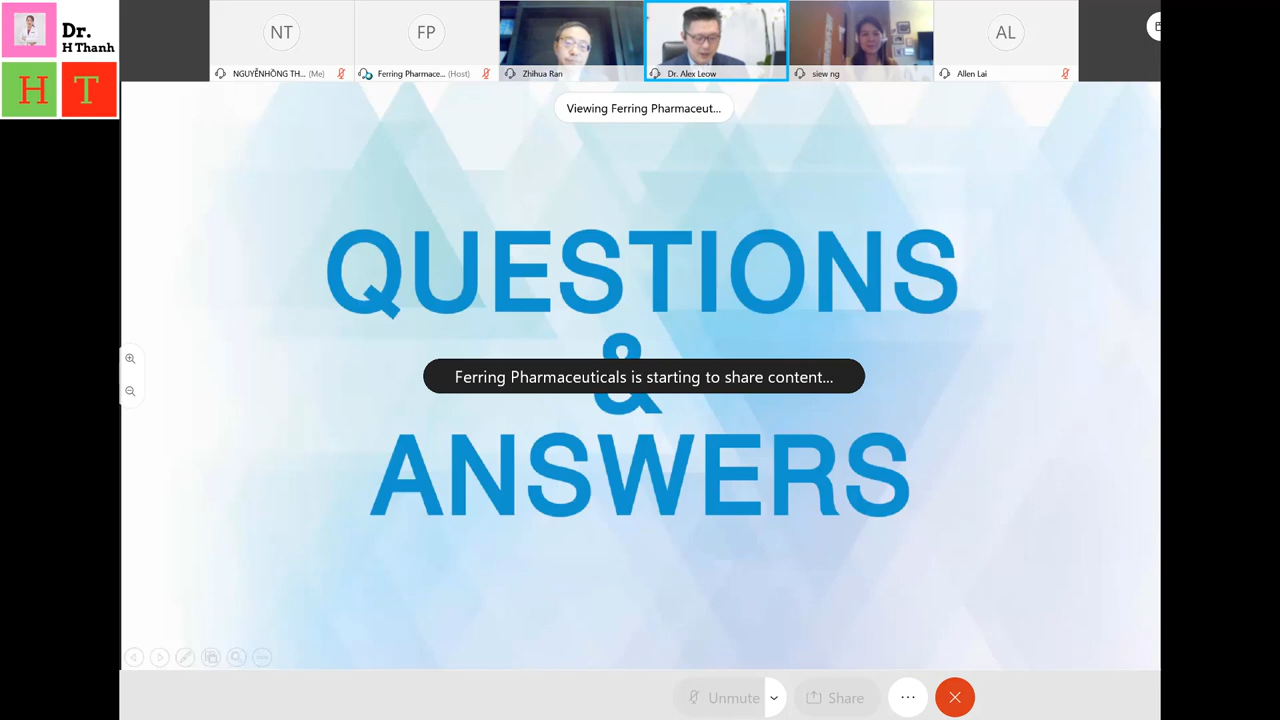 Dr.
H Thanh
H T
NT
FP
AL
NGUYỄNHỒNG TH... (Me)
Ferring Pharmace... (Host)
Zhihua Ran
Dr. Alex Leow
siew ng
Allen Lai
Viewing Ferring Pharmaceut...
QUESTIONS
&
Ferring Pharmaceuticals is starting to share content...
ANSWERS
Unmute
Share